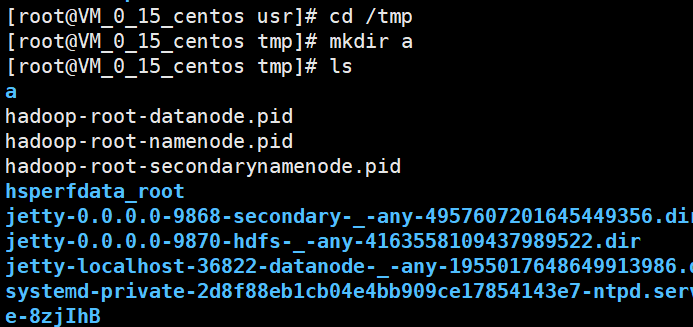 [root@VM_0_15_centos usr]# cd /tmp
[root@VM_0_15_centos tmp]# mkdir a
[root@VM_0_15_centos tmp]# ls
a
hadoop-root-datanode.pid
hadoop-root-namenode.pid
hadoop-root-secondarynamenode.pid
hsperfdata_root
jetty-0.0.0.0-9868-secondary-_-any-4957607201645449356.dir
jetty-0.0.0.0-9870-hdfs-_-any-4163558109437989522.dir
jetty-localhost-36822-datanode-_-any-1955017648649913986.d
systemd-private-2d8f88eb1cb04e4bb909ce17854143e7-ntpd.serv
e-8zjIhB